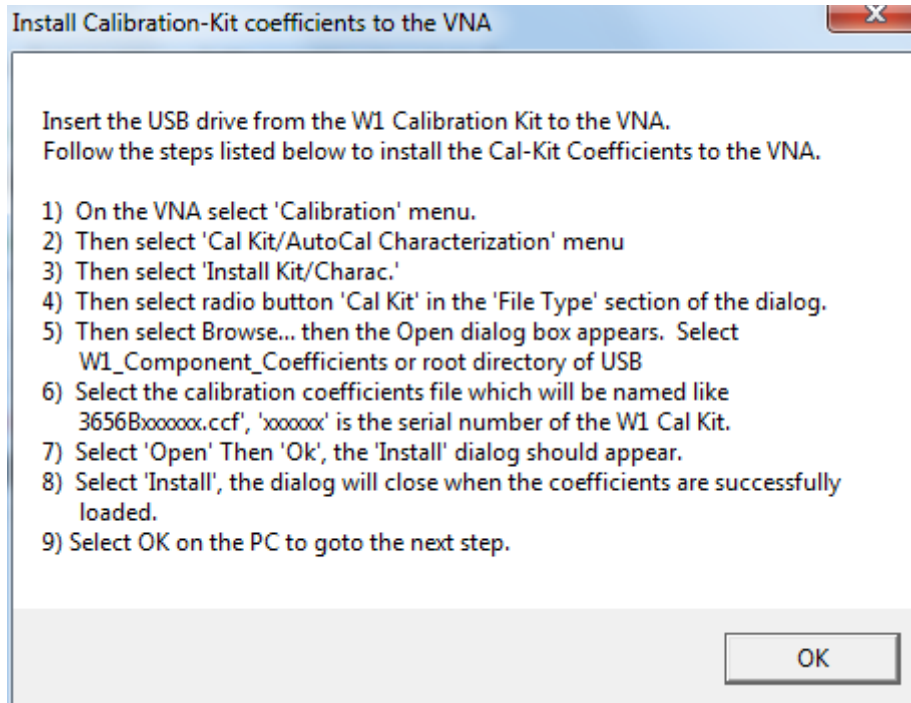 Install Calibration-Kit coefficients to the VNA
Insert the USB drive from the W1 Calibration Kit to the VNA.
Follow the steps listed below to install the Cal-Kit Coefficients to the VNA.
1) On the VNA select 'Calibration' menu.
2) Then select 'Cal Kit/AutoCal Characterization' menu
3) Then select 'Install Kit/Charac.'
4) Then select radio button 'Cal Kit' in the 'File Type' section of the dialog.
5) Then select Browse... then the Open dialog box appears. Select
W1_Component_Coefficients or root directory of USB
6) Select the calibration coefficients file which will be named like
3656Bxxxxxx.ccf', 'xxxxxx' is the serial number of the W1 Cal Kit.
7) Select 'Open' Then 'Ok', the 'Install' dialog should appear.
8) Select 'Install', the dialog will close when the coefficients are successfully
loaded.
9) Select OK on the PC to goto the next step.
OK